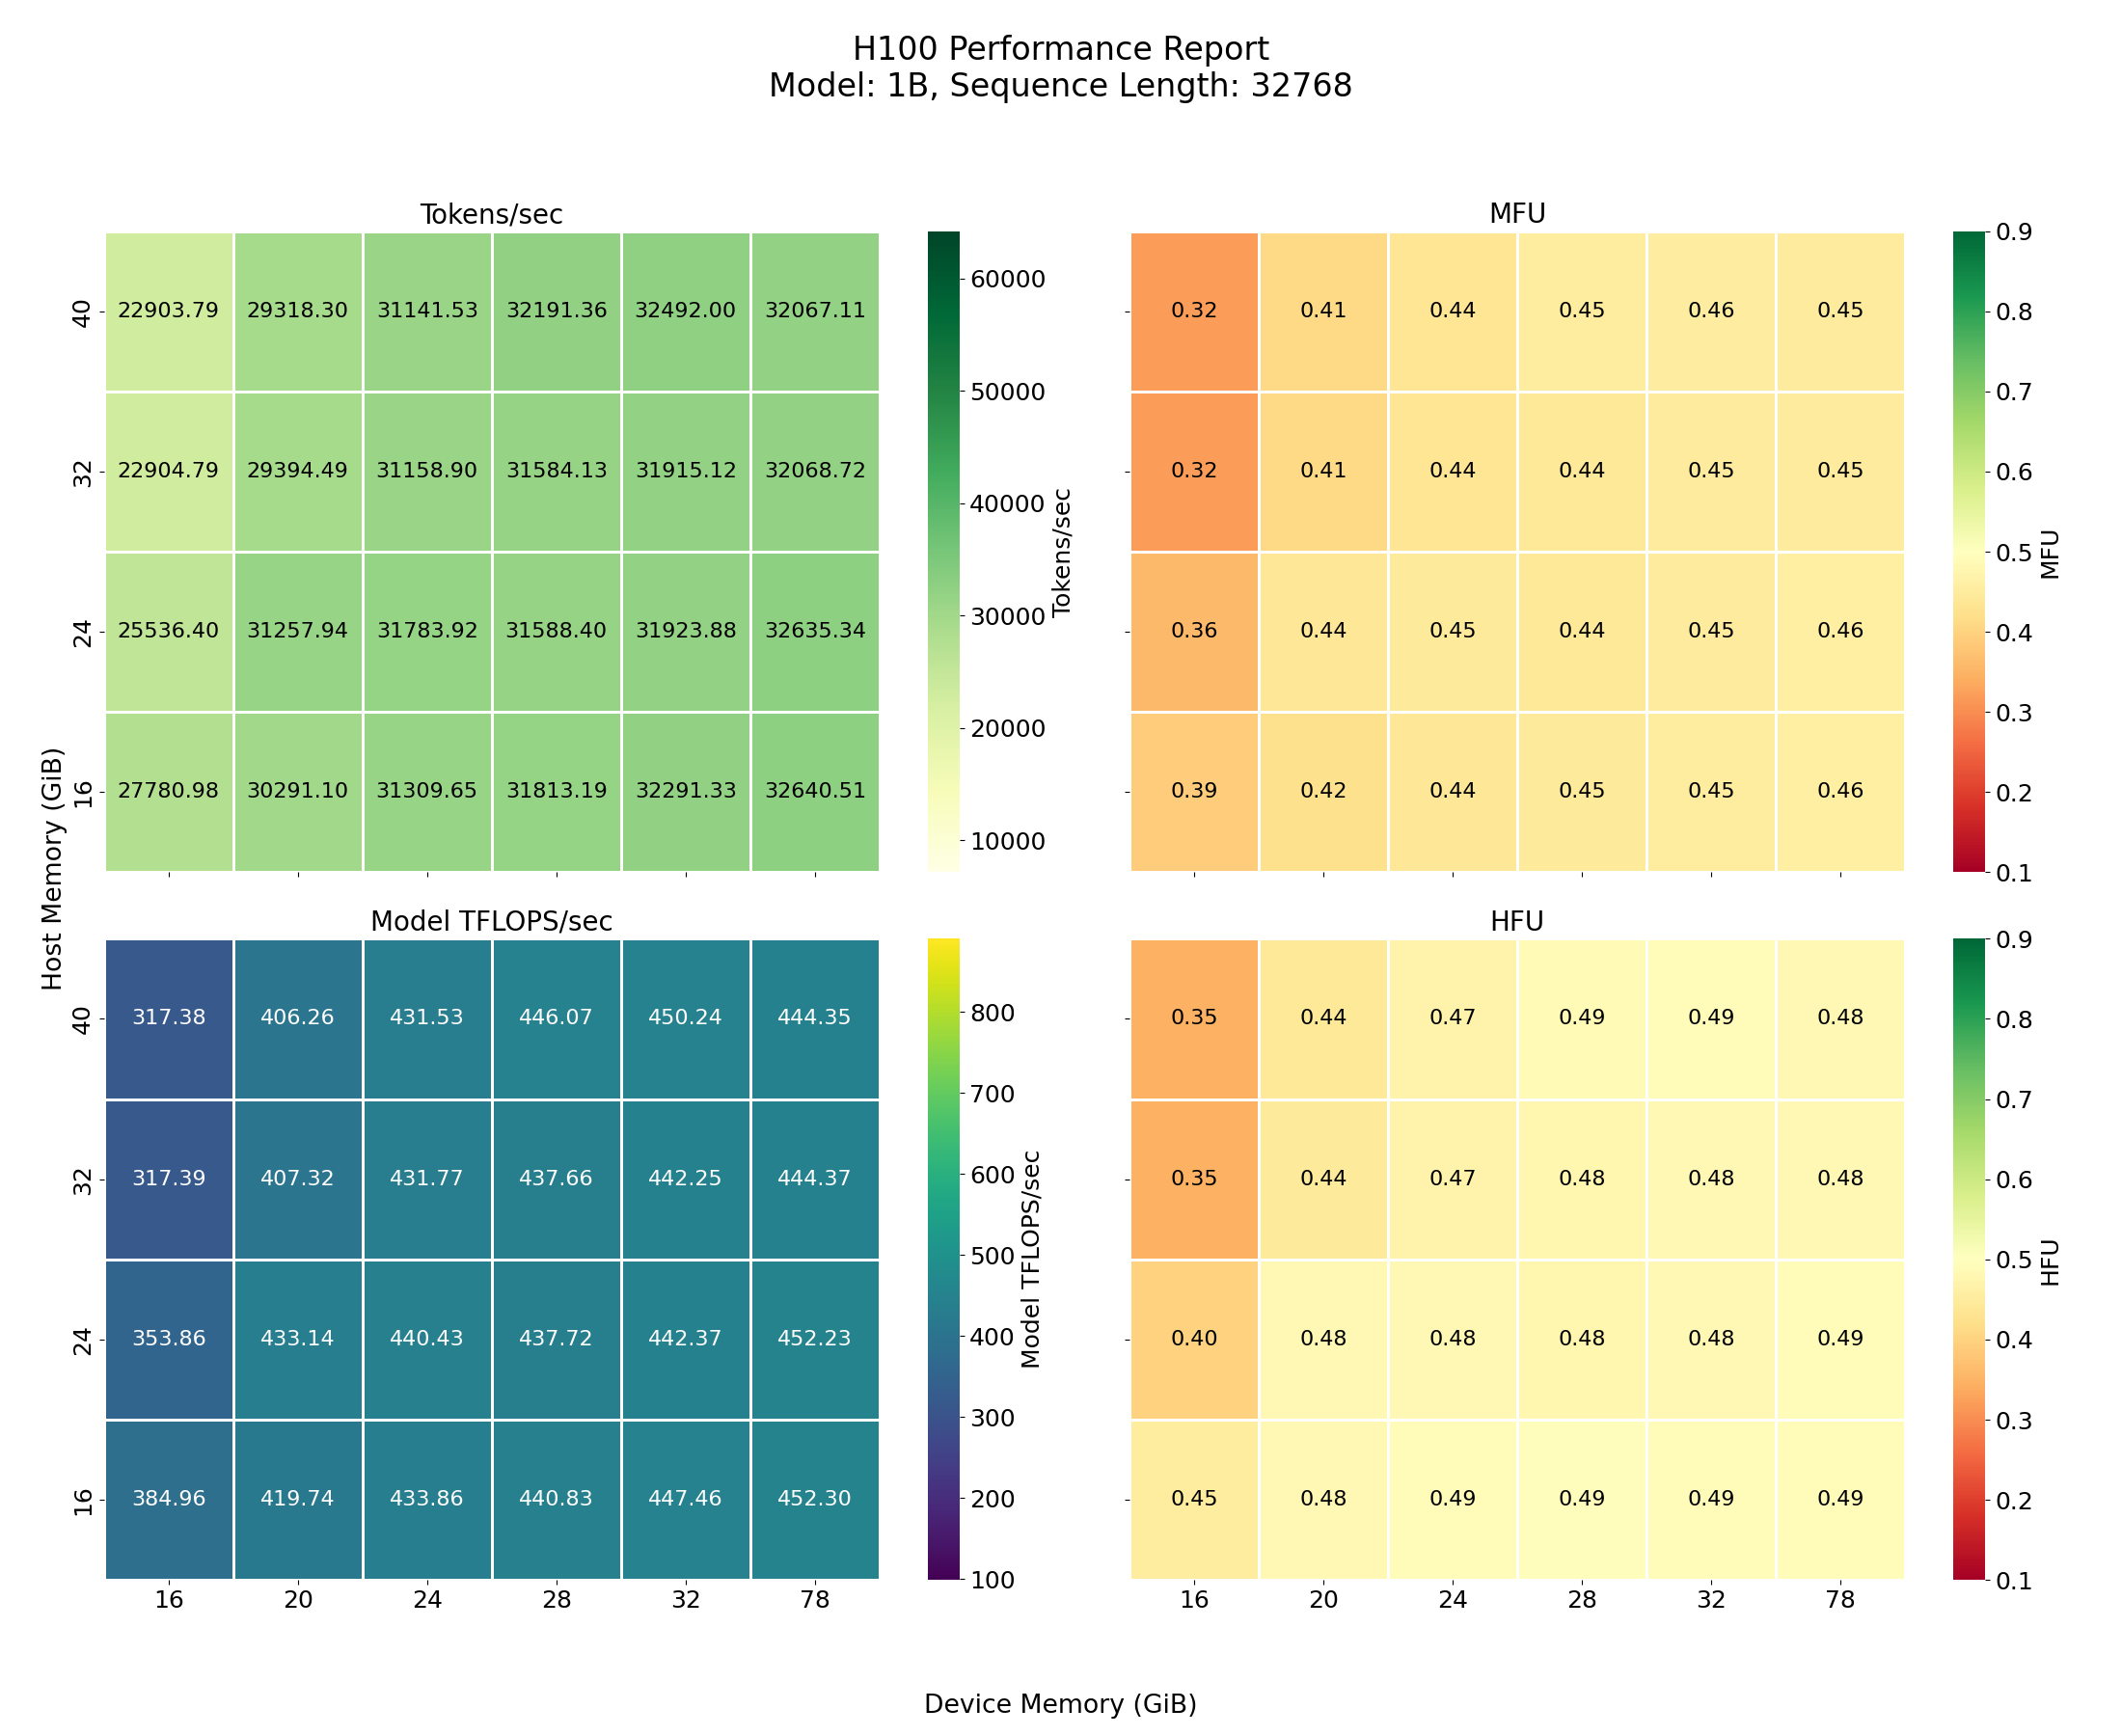 H100 Performance Report
Model: 1B, Sequence Length: 32768
Tokens/sec
40 22903.79 29318.30 31141.53 32191.36 32492.00 32067.11
32 22904.79 29394.49 31158.90 31584.13 31915.12 32068.72
24 25536.40 31257.94 31783.92 31588.40 31923.88 32635.34
16 27780.98 30291.10 31309.65 31813.19 32291.33 32640.51
60000
50000
40000
30000
20000
10000
Tokens/sec
MFU
0.32 0.41 0.44 0.45 0.46 0.45
0.32 0.41 0.44 0.44 0.45 0.45
0.36 0.44 0.45 0.44 0.45 0.46
0.39 0.42 0.44 0.45 0.45 0.46
0.9
0.8
0.7
0.6
0.5
0.4
0.3
0.2
0.1
MFU
Host Memory (GiB)
Model TFLOPS/sec
40 317.38 406.26 431.53 446.07 450.24 444.35
32 317.39 407.32 431.77 437.66 442.25 444.37
24 353.86 433.14 440.43 437.72 442.37 452.23
16 384.96 419.74 433.86 440.83 447.46 452.30
16 20 24 28 32 78
800
700
600
500
400
300
200
100
Model TFLOPS/sec
HFU
0.35 0.44 0.47 0.49 0.49 0.48
0.35 0.44 0.47 0.48 0.48 0.48
0.40 0.48 0.48 0.48 0.48 0.49
0.45 0.48 0.49 0.49 0.49 0.49
16 20 24 28 32 78
0.9
0.8
0.7
0.6
0.5
0.4
0.3
0.2
0.1
HFU
Device Memory (GiB)